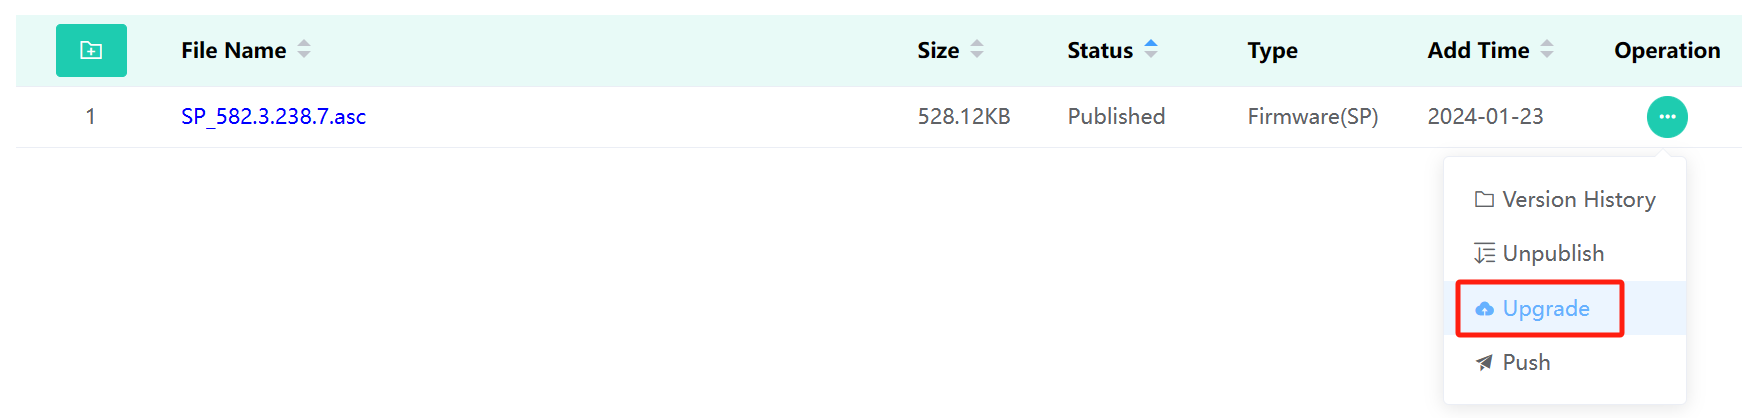 File Name Size Status Type Add Time Operation
1 SP_582.3.238.7.asc 528.12KB Published Firmware(SP) 2024-01-23
Version History
Unpublish
Upgrade
Push